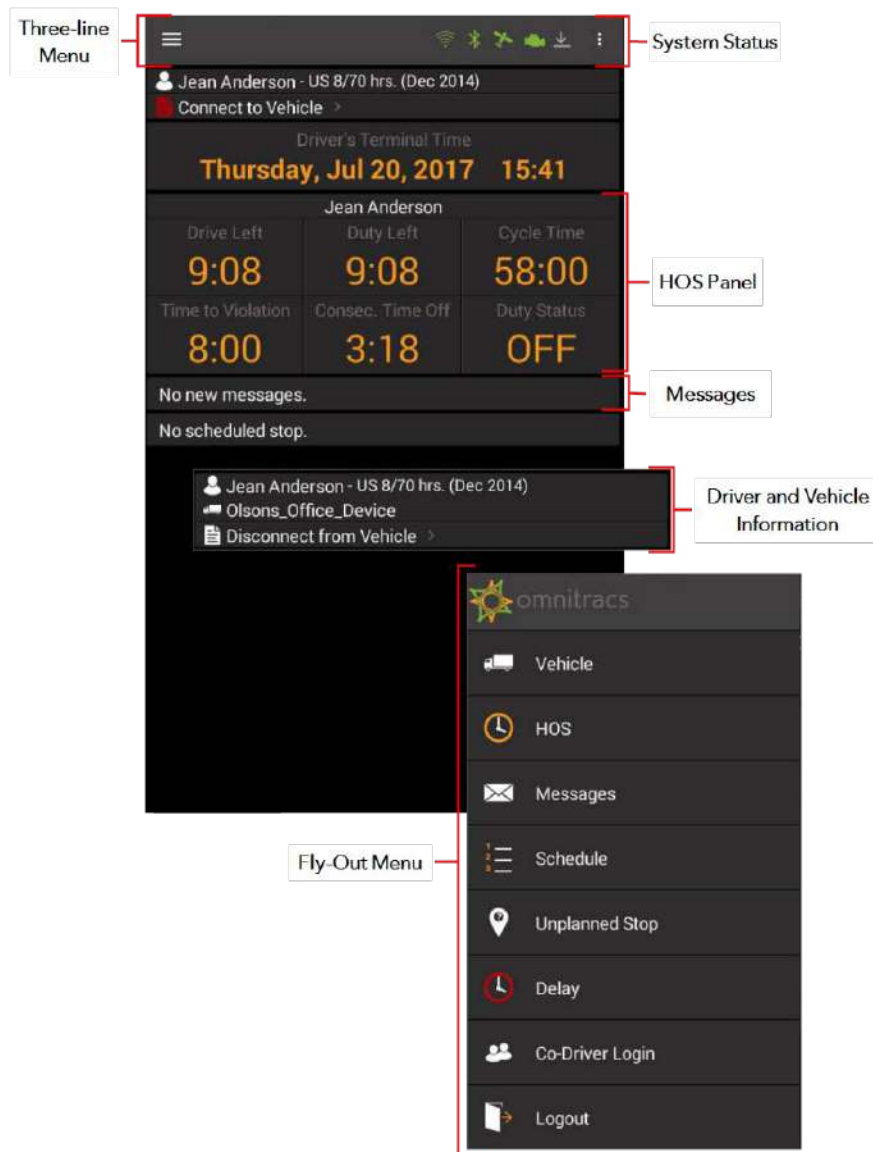 Three-line
Menu
System Status
Jean Anderson - US 8/70 hrs. (Dec 2014)
Connect to Vehicle >
Driver's Terminal Time
Thursday, Jul 20, 2017 15:41
Jean Anderson
Drive Left Duty Left Cycle Time
9:08 9:08 58:00
Time to Violation Consec. Time Off Duty Status
8:00 3:18 OFF
HOS Panel
No new messages.
Messages
No scheduled stop.
Jean Anderson - US 8/70 hrs. (Dec 2014)
Olsons_Office_Device
Disconnect from Vehicle >
Driver and Vehicle
Information
omnitracs
Vehicle
HOS
Messages
1
2
3
Schedule
Unplanned Stop
Delay
Co-Driver Login
Logout
Fly-Out Menu